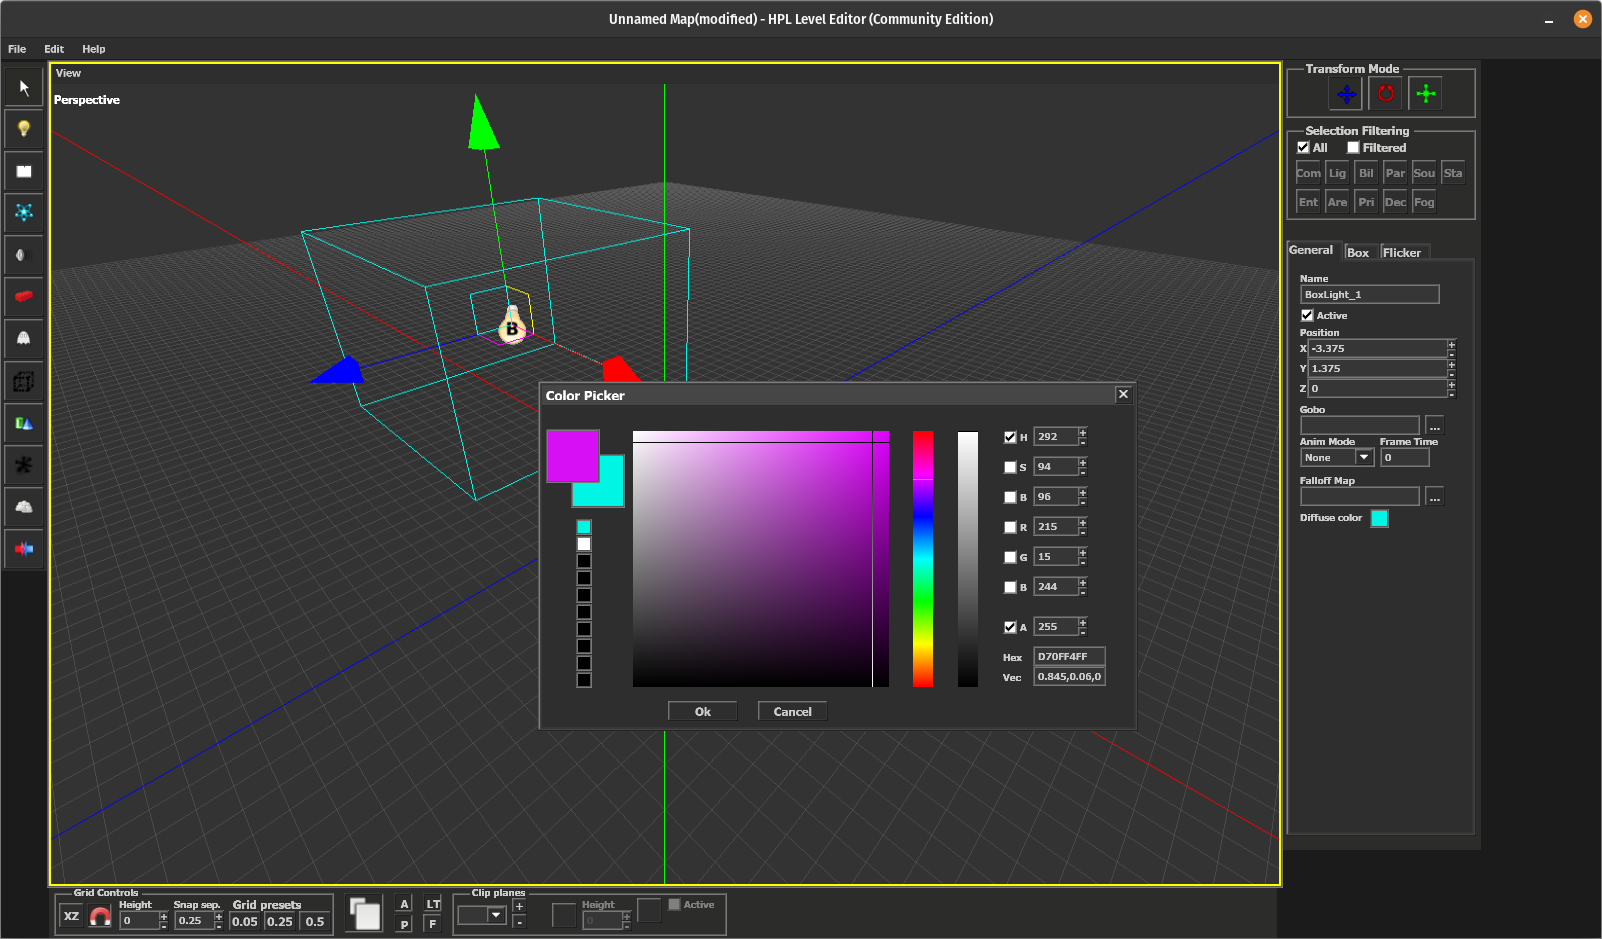 Unnamed Map(modified) - HPL Level Editor (Community Edition)
File Edit Help
View
Perspective
B
Transform Mode
Selection Filtering
All Filtered
Com Lig Bil Par Sou Sta
Ent Are Pri Dec Fog
General Box Flicker
Name
BoxLight_1
Active
Position
X -3.375
Y 1.375
Z 0
Gobo
...
Anim Mode Frame Time
None 0
Falloff Map
...
Diffuse color
Color Picker
H 292
S 94
B 96
R 215
G 15
B 244
A 255
Hex D70FF4FF
Vec 0.845,0.06,0
Ok Cancel
Grid Controls
XZ
Height
0
Snap sep.
0.25
Grid presets
0.05 0.25 0.5
A LT
P F
Clip planes
+
-
Height
0
Active